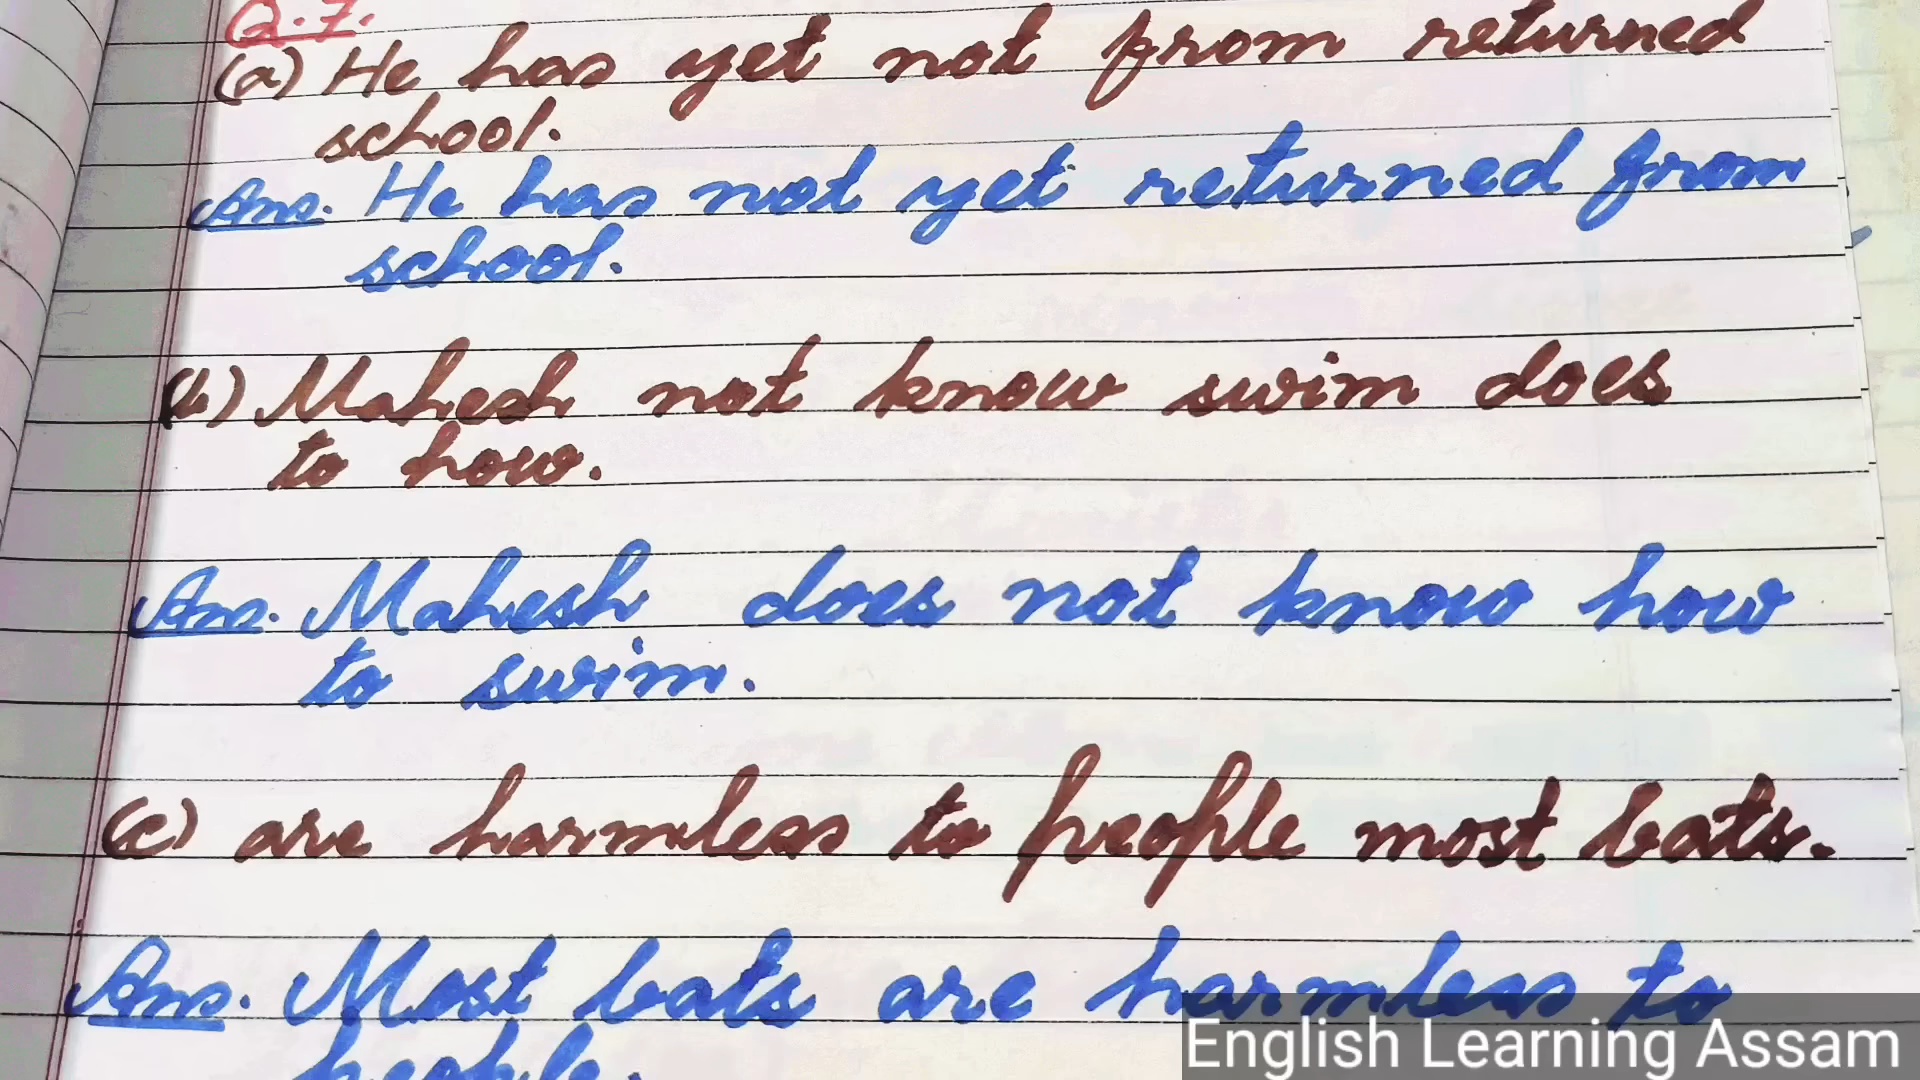 Q.7.
(a) He has yet not from returned
school.
Ans. He has not yet returned from
school.
(b) Mahesh not know swim does
to how.
Ans. Mahesh does not know how
to swim.
(c) are harmless to people most bats.
Ans. Most bats are harmless to
people.
English Learning Assam